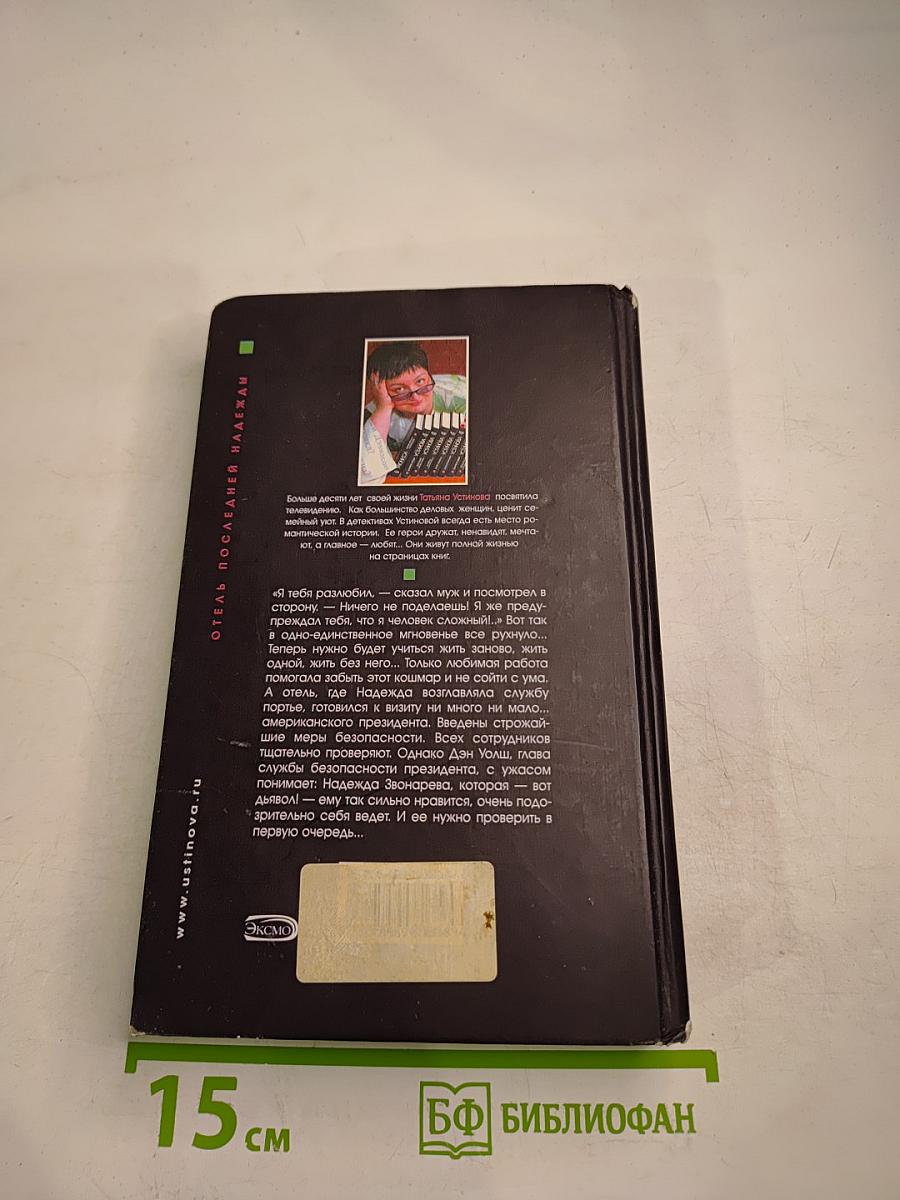 ОТЕЛЬ ПОСЛЕДНЕЙ НАДЕЖДЫ
Больше десяти лет своей жизни Татьяна Устинова посвятила
телевидению. Как большинство деловых женщин, ценит се-
мейный уют. В детективах Устиновой всегда есть место ро-
мантической истории. Ее герои дружат, ненавидят, мечта-
ют, а главное — любят... Они живут полной жизнью
на страницах книг.
«Я тебя разлюбил, — сказал муж и посмотрел в
сторону. — Ничего не поделаешь! Я же преду-
преждал тебя, что я человек сложный!..» Вот так
в одно-единственное мгновенье все рухнуло...
Теперь нужно будет учиться жить заново, жить
одной, жить без него... Только любимая работа
помогала забыть этот кошмар и не сойти с ума.
А отель, где Надежда возглавляла службу
портье, готовился к визиту ни много ни мало...
американского президента. Введены строжай-
шие меры безопасности. Всех сотрудников
тщательно проверяют. Однако Дэн Уолш, глава
службы безопасности президента, с ужасом
понимает: Надежда Звонарева, которая — вот
дьявол! — ему так сильно нравится, очень подо-
зрительно себя ведет. И ее нужно проверить в
первую очередь...
www.ustinova.ru
ЭКСМО
15 см
БФ БИБЛИОФАН